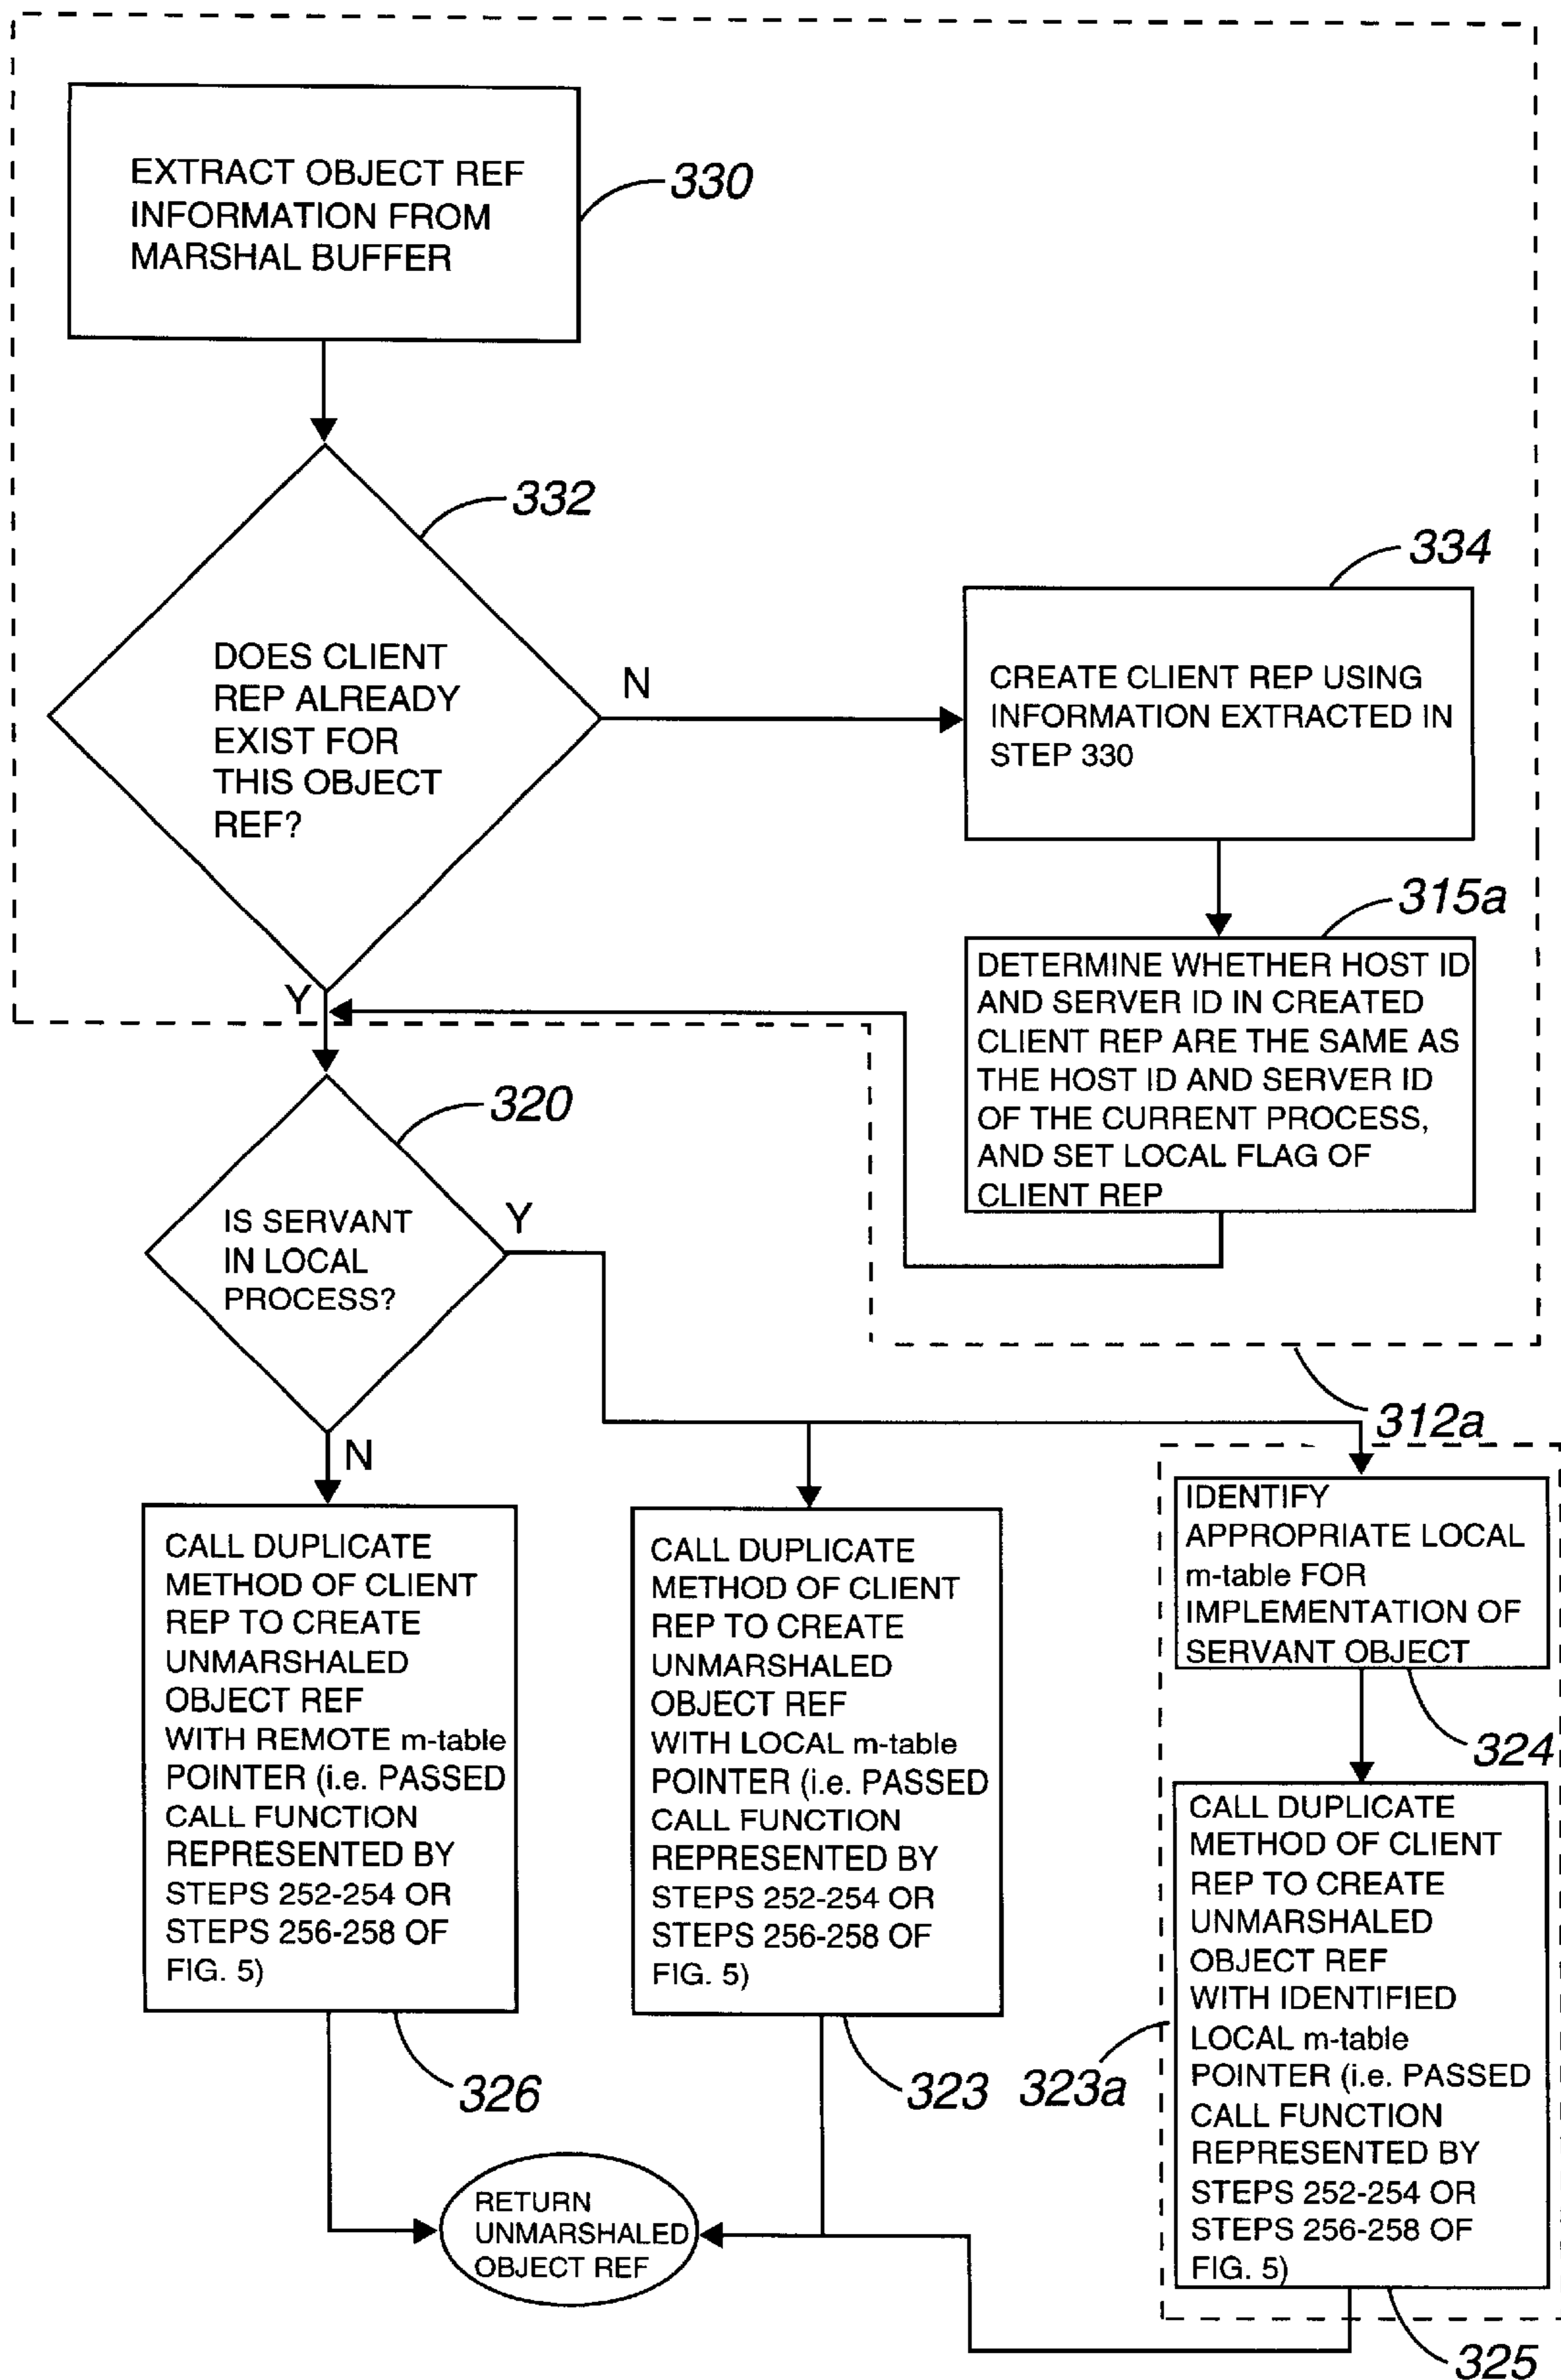 EXTRACT OBJECT REF
INFORMATION FROM
MARSHAL BUFFER
330
332
DOES CLIENT
REP ALREADY
EXIST FOR
THIS OBJECT
REF?
N
334
CREATE CLIENT REP USING
INFORMATION EXTRACTED IN
STEP 330
315a
DETERMINE WHETHER HOST ID
AND SERVER ID IN CREATED
CLIENT REP ARE THE SAME AS
THE HOST ID AND SERVER ID
OF THE CURRENT PROCESS,
AND SET LOCAL FLAG OF
CLIENT REP
Y
320
IS SERVANT
IN LOCAL
PROCESS?
Y
312a
N
CALL DUPLICATE
METHOD OF CLIENT
REP TO CREATE
UNMARSHALED
OBJECT REF
WITH REMOTE m-table
POINTER (i.e. PASSED
CALL FUNCTION
REPRESENTED BY
STEPS 252-254 OR
STEPS 256-258 OF
FIG. 5)
326
CALL DUPLICATE
METHOD OF CLIENT
REP TO CREATE
UNMARSHALED
OBJECT REF
WITH LOCAL m-table
POINTER (i.e. PASSED
CALL FUNCTION
REPRESENTED BY
STEPS 252-254 OR
STEPS 256-258 OF
FIG. 5)
323
IDENTIFY
APPROPRIATE LOCAL
m-table FOR
IMPLEMENTATION OF
SERVANT OBJECT
324
CALL DUPLICATE
METHOD OF CLIENT
REP TO CREATE
UNMARSHALED
OBJECT REF
WITH IDENTIFIED
LOCAL m-table
POINTER (i.e. PASSED
CALL FUNCTION
REPRESENTED BY
STEPS 252-254 OR
STEPS 256-258 OF
FIG. 5)
323a
325
RETURN
UNMARSHALED
OBJECT REF